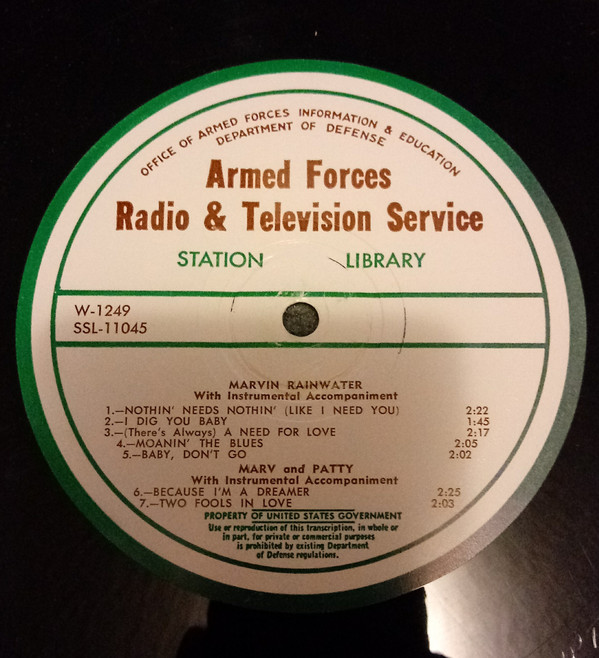 OFFICE OF ARMED FORCES INFORMATION & EDUCATION
DEPARTMENT OF DEFENSE
Armed Forces
Radio & Television Service
STATION LIBRARY
W-1249
SSL-11045
MARVIN RAINWATER
With Instrumental Accompaniment
1.—NOTHIN' NEEDS NOTHIN' (LIKE I NEED YOU) 2:22
2.—I DIG YOU BABY 1:45
3.—(There's Always) A NEED FOR LOVE 2:17
4.—MOANIN' THE BLUES 2:05
5.—BABY, DON'T GO 2:02
MARV and PATTY
With Instrumental Accompaniment
6.—BECAUSE I'M A DREAMER 2:25
7.—TWO FOOLS IN LOVE 2:03
PROPERTY OF UNITED STATES GOVERNMENT
Use or reproduction of this transcription, in whole or
in part, for private or commercial purposes
is prohibited by existing Department
of Defense regulations.